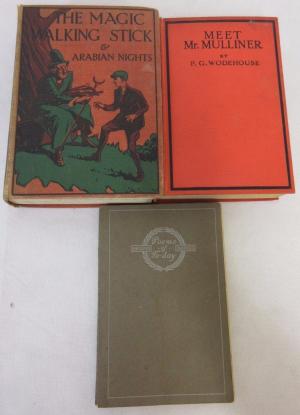 THE MAGIC
WALKING STICK
&
ARABIAN NIGHTS
MEET
Mr. MULLINER
BY
P. G. WODEHOUSE
Poems
of
To-day